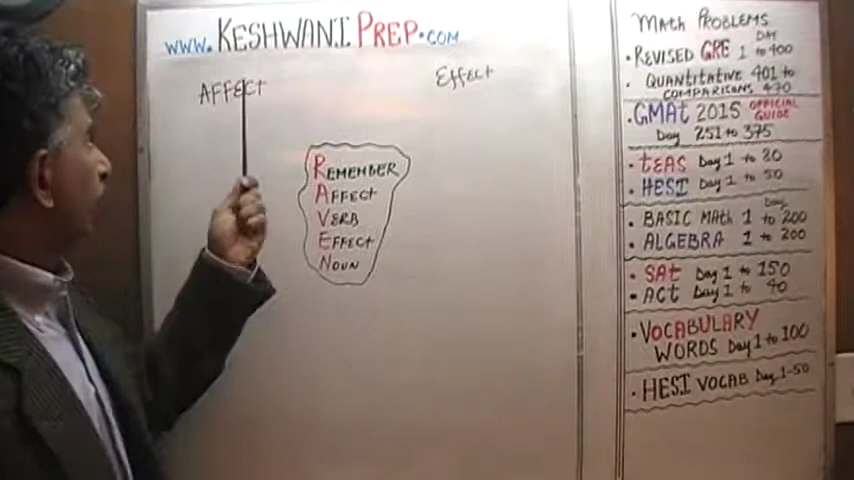 www.KESHWANI PREP.COM
AFFECT
EFFECT
REMEMBER
AFFECT
VERB
EFFECT
NOUN
MATH PROBLEMS
DAY
• REVISED GRE 1 to 400
• QUANTITATIVE 401 to
COMPARISONS 470
• GMAT 2015 OFFICIAL GUIDE
Day 251 to 375
• TEAS Day 1 to 20
• HESI Day 1 to 50
Day
• BASIC MATH 1 to 200
• ALGEBRA 1 to 200
• SAT Day 1 to 150
• ACT Day 1 to 40
• VOCABULARY
WORDS Day 1 to 100
• HESI VOCAB Day 1-50